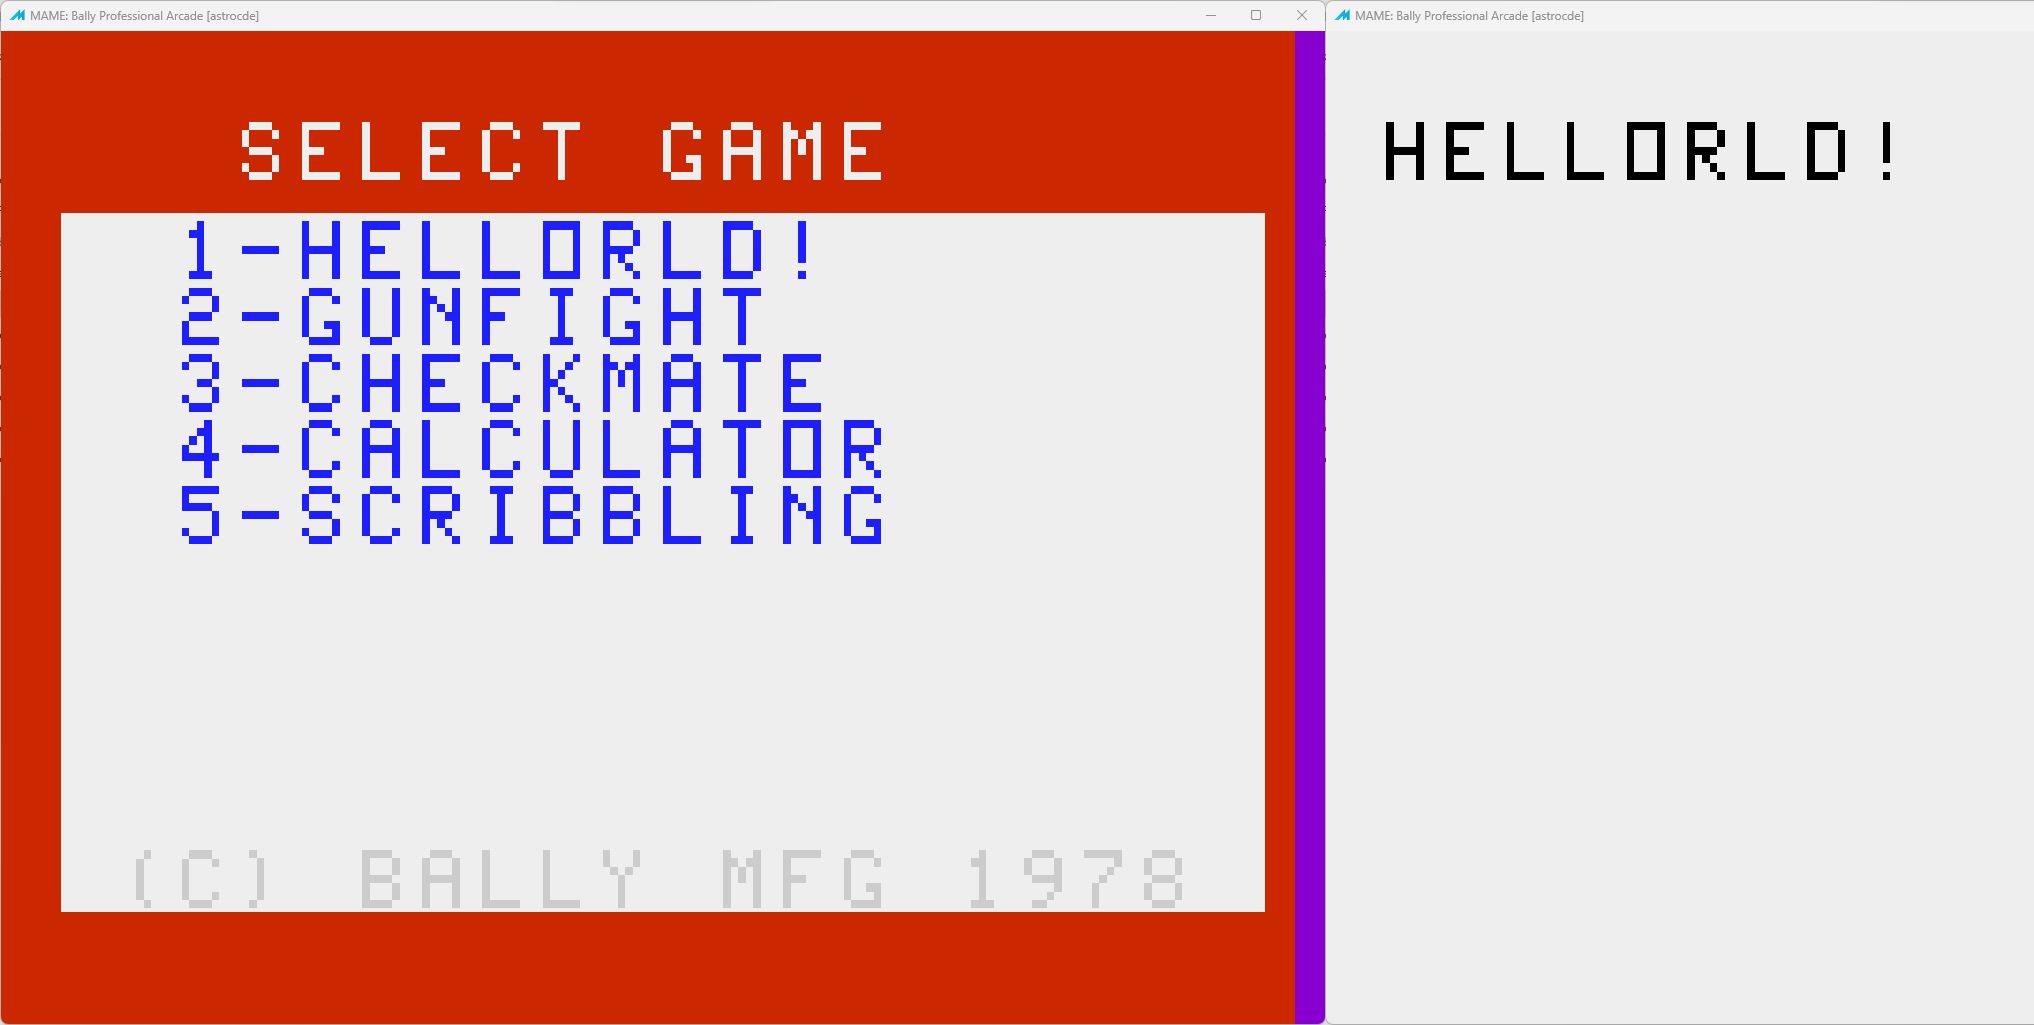 MAME: Bally Professional Arcade [astrocde]
SELECT GAME
1-HELLORLD!
2-GUNFIGHT
3-CHECKMATE
4-CALCULATOR
5-SCRIBBLING
(C) BALLY MFG 1978
MAME: Bally Professional Arcade [astrocde]
HELLORLD!